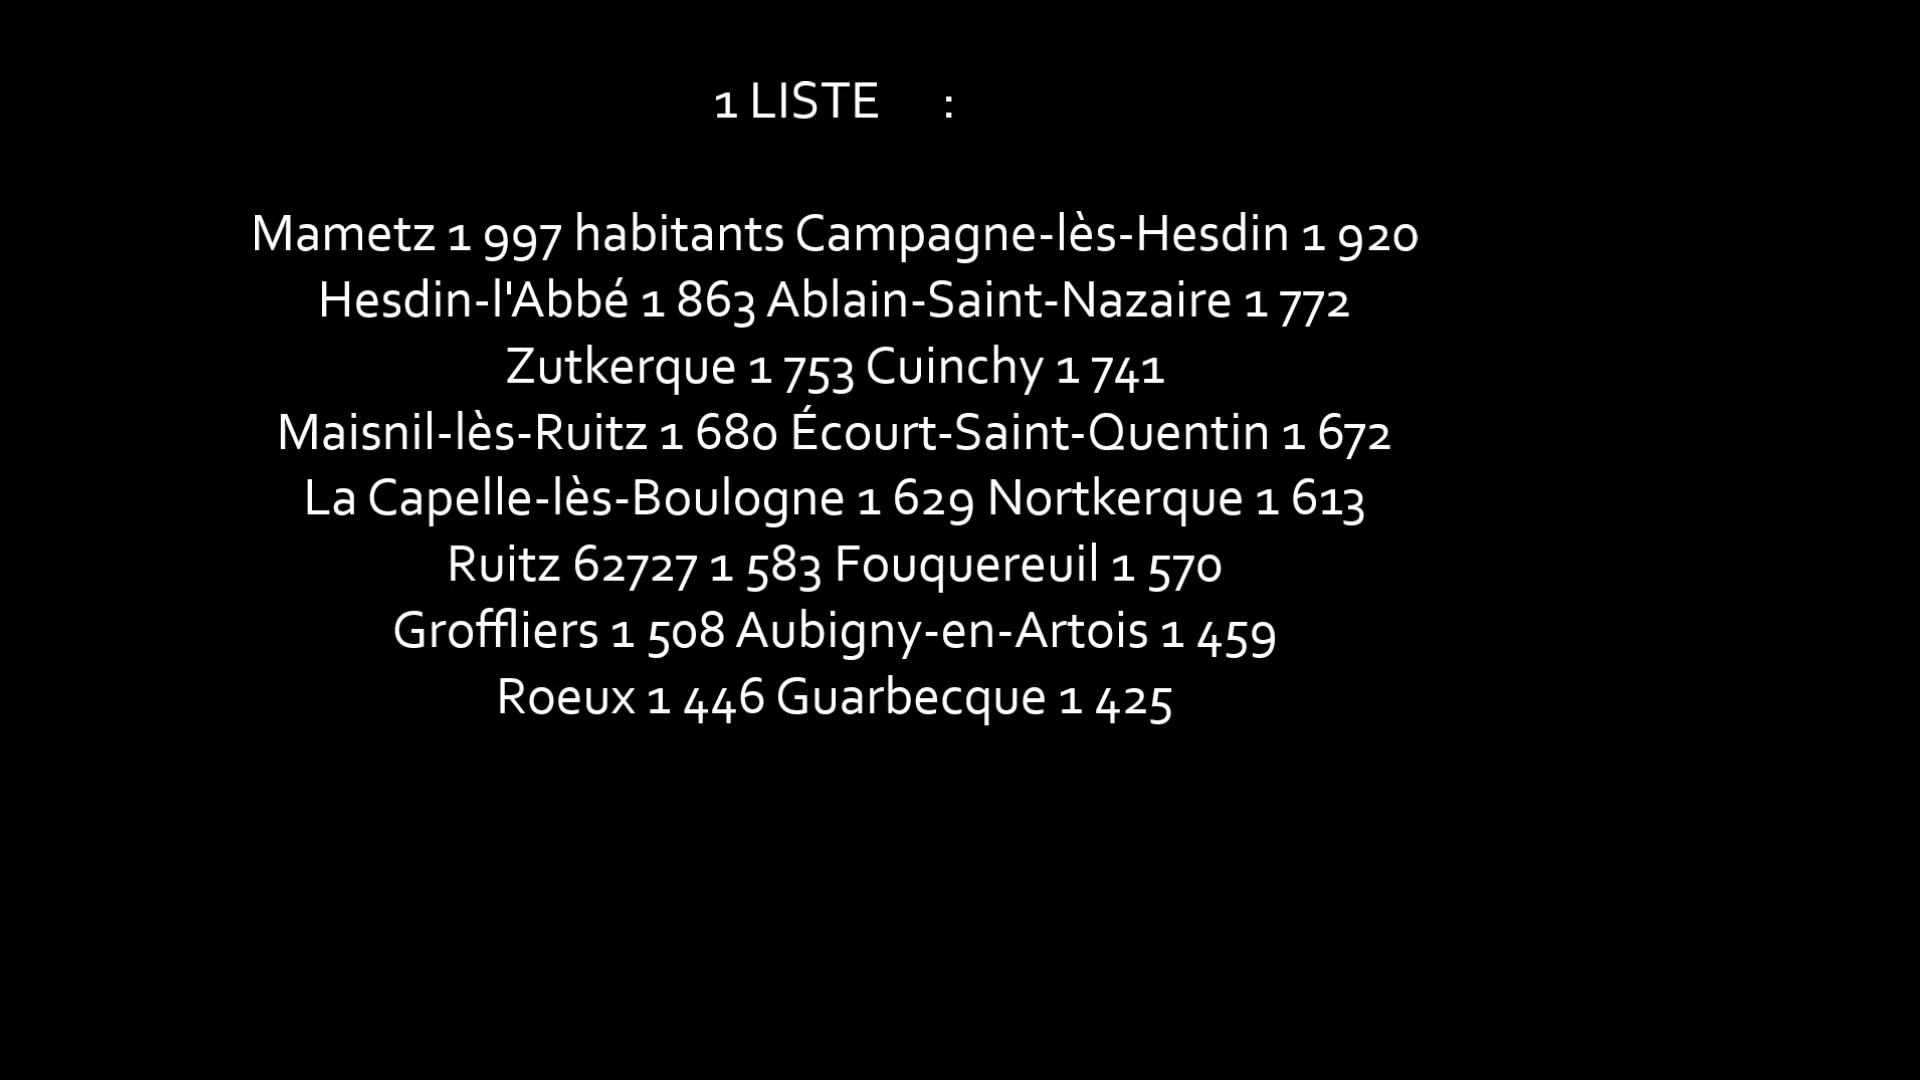 1 LISTE :
Mametz 1 997 habitants Campagne-lès-Hesdin 1 920
Hesdin-l'Abbé 1 863 Ablain-Saint-Nazaire 1 772
Zutkerque 1 753 Cuinchy 1 741
Maisnil-lès-Ruitz 1 680 Écourt-Saint-Quentin 1 672
La Capelle-lès-Boulogne 1 629 Nortkerque 1 613
Ruitz 62727 1 583 Fouquereuil 1 570
Groffliers 1 508 Aubigny-en-Artois 1 459
Roeux 1 446 Guarbecque 1 425